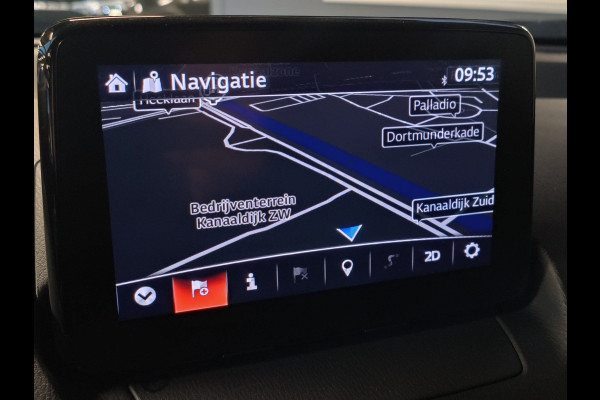 Navigatie
09:53
Heeklaan
Palladio
Dortmunderkade
Bedrijventerrein
Kanaaldijk ZW
Kanaaldijk Zuid
2D